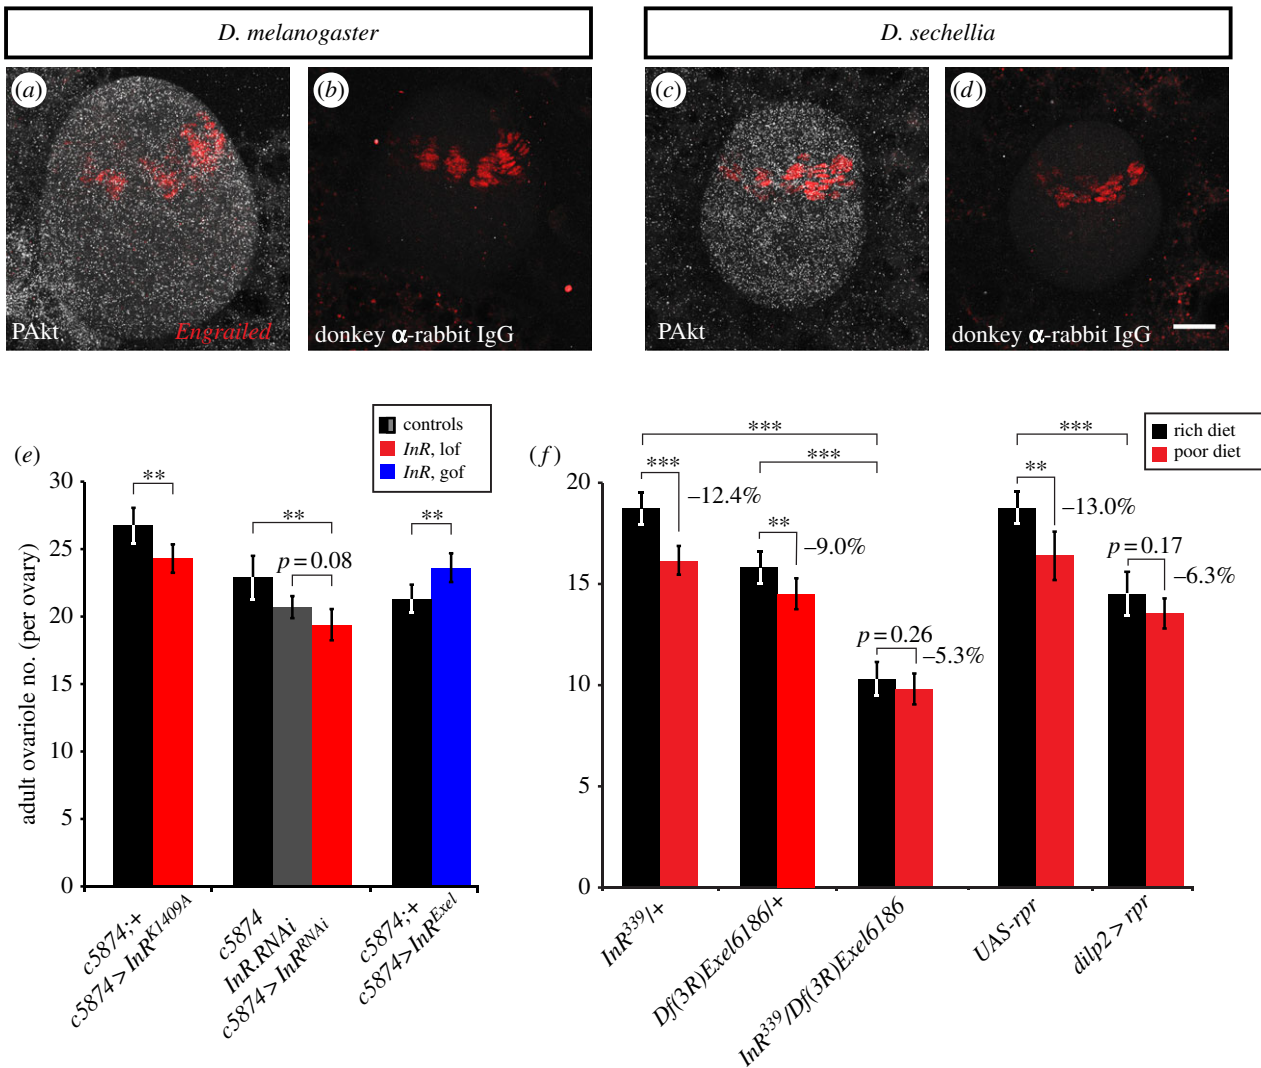 D. melanogaster
D. sechellia
(a)
(b)
(c)
(d)
PAkt
Engrailed
donkey α-rabbit IgG
PAkt
donkey α-rabbit IgG
(e)
controls
InR, lof
InR, gof
adult ovariole no. (per ovary)
30
25
20
15
10
5
0
**
**
p = 0.08
**
c5874;+
c5874 > InR^K1409A
c5874
InR.RNAi
c5874 > InR^RNAi
c5874;+
c5874>InR^Exel
(f)
rich diet
poor diet
20
15
10
5
0
***
***
***
–12.4%
**
–9.0%
p = 0.26
–5.3%
***
**
–13.0%
p = 0.17
–6.3%
InR^339/+
Df(3R)Exel6186/+
InR^339/Df(3R)Exel6186
UAS-rpr
dilp2 > rpr